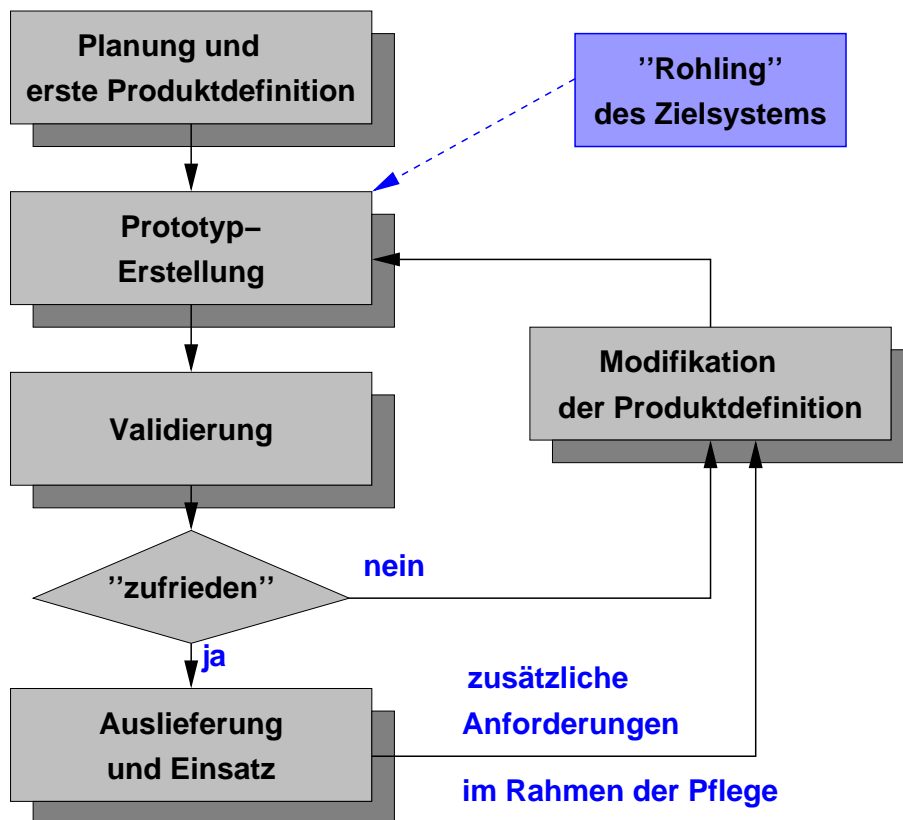 Planung und
erste Produktdefinition
’’Rohling’’
des Zielsystems
Prototyp−
Erstellung
Modifikation
der Produktdefinition
Validierung
’’zufrieden’’
nein
ja
zusätzliche
Anforderungen
im Rahmen der Pflege
Auslieferung
und Einsatz